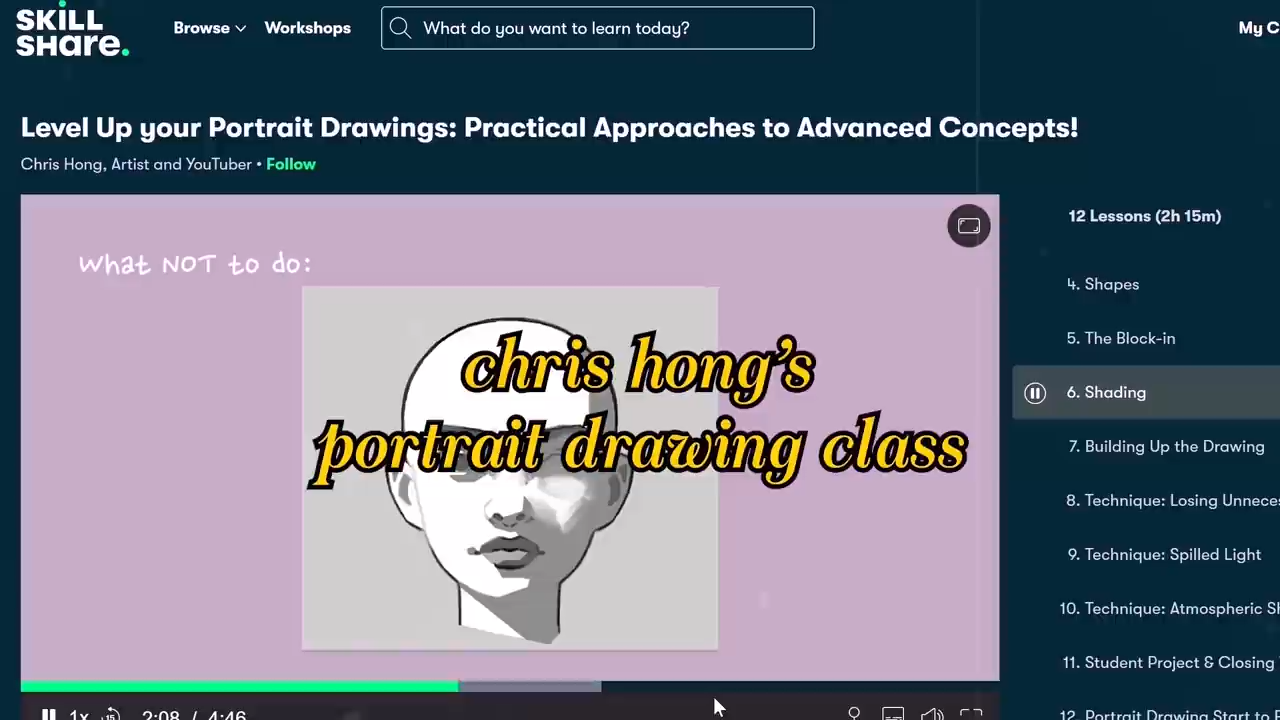 SKiLL
SHare.
Browse
Workshops
What do you want to learn today?
My C
Level Up your Portrait Drawings: Practical Approaches to Advanced Concepts!
Chris Hong, Artist and YouTuber • Follow
What NOT to do:
chris hong's
portrait drawing class
12 Lessons (2h 15m)
4. Shapes
5. The Block-in
6. Shading
7. Building Up the Drawing
8. Technique: Losing Unneces
9. Technique: Spilled Light
10. Technique: Atmospheric Sh
11. Student Project & Closing
12. Portrait Drawing Start to F
1x
15
2:08 / 4:46